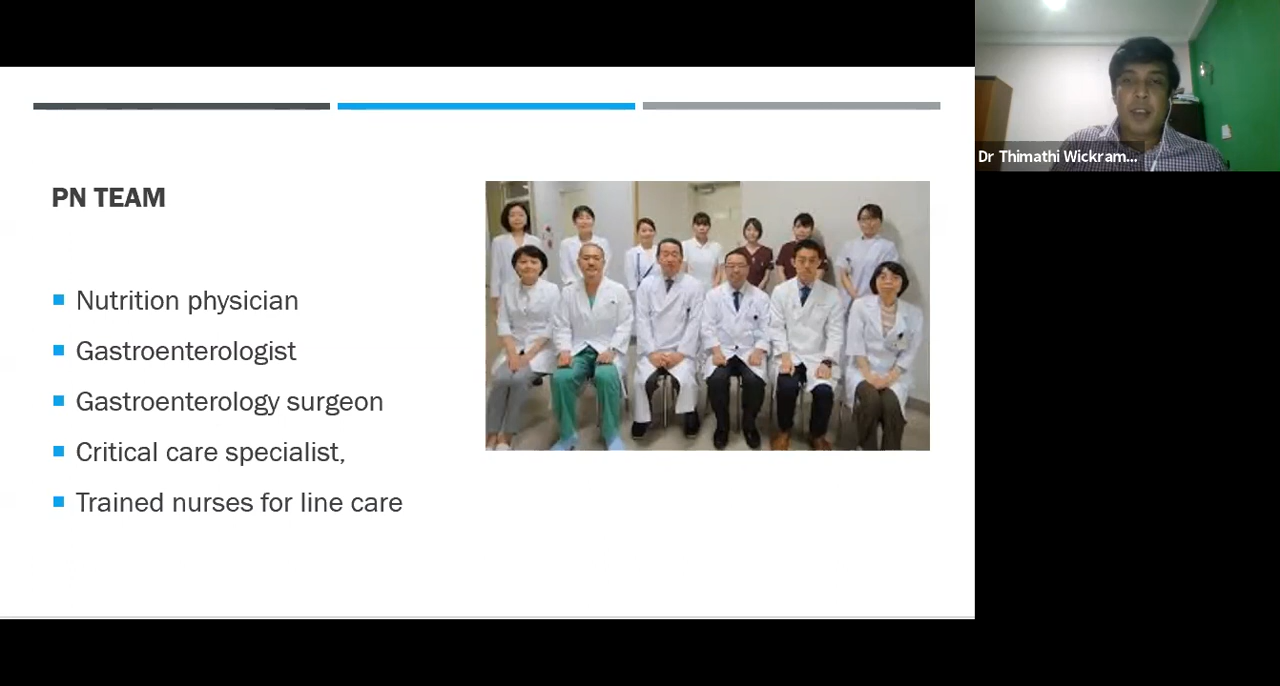 PN TEAM
Nutrition physician
Gastroenterologist
Gastroenterology surgeon
Critical care specialist,
Trained nurses for line care
Dr Thimathi Wickram...